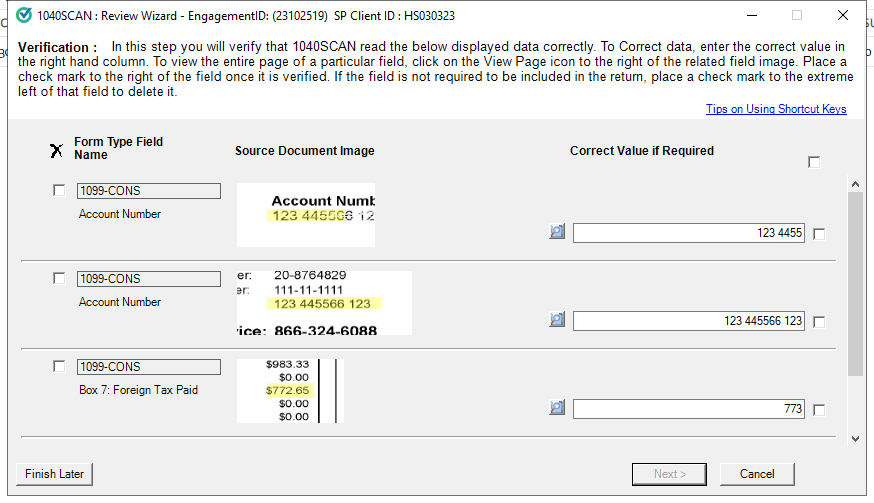 1040SCAN : Review Wizard - EngagementID: (23102519)  SP Client ID : HS030323
Verification :   In this step you will verify that 1040SCAN read the below displayed data correctly. To Correct data, enter the correct value in
the right hand column. To view the entire page of a particular field, click on the View Page icon to the right of the related field image. Place a
check mark to the right of the field once it is verified. If the field is not required to be included in the return, place a check mark to the extreme
left of that field to delete it.
Tips on Using Shortcut Keys
Form Type Field
Name
Source Document Image
Correct Value if Required
1099-CONS
Account Number
Account Numb
123 445566 12
123 4455
1099-CONS
Account Number
er: 20-8764829
er: 111-11-1111
123 445566 123
ice: 866-324-6088
123 445566 123
1099-CONS
Box 7: Foreign Tax Paid
$983.33
$0.00
$772.65
$0.00
$0.00
773
Finish Later
Next >
Cancel